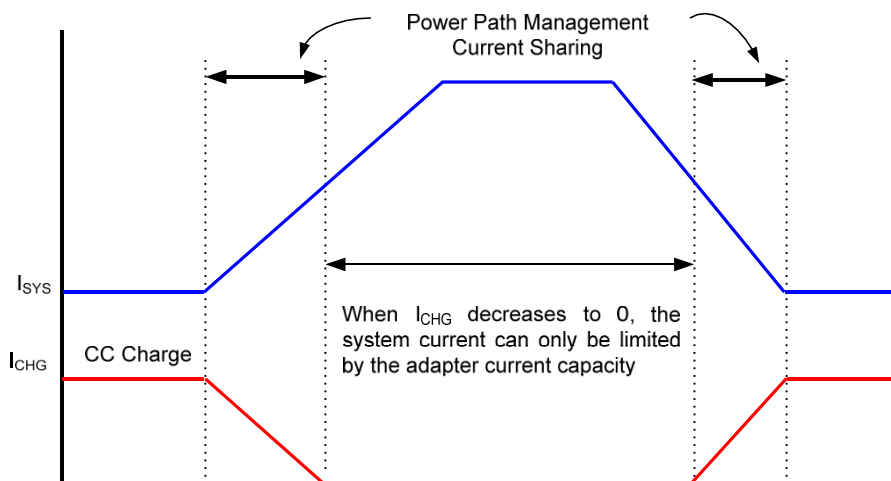 Power Path Management
Current Sharing
ISYS
When ICHG decreases to 0, the
system current can only be limited
by the adapter current capacity
CC Charge
ICHG